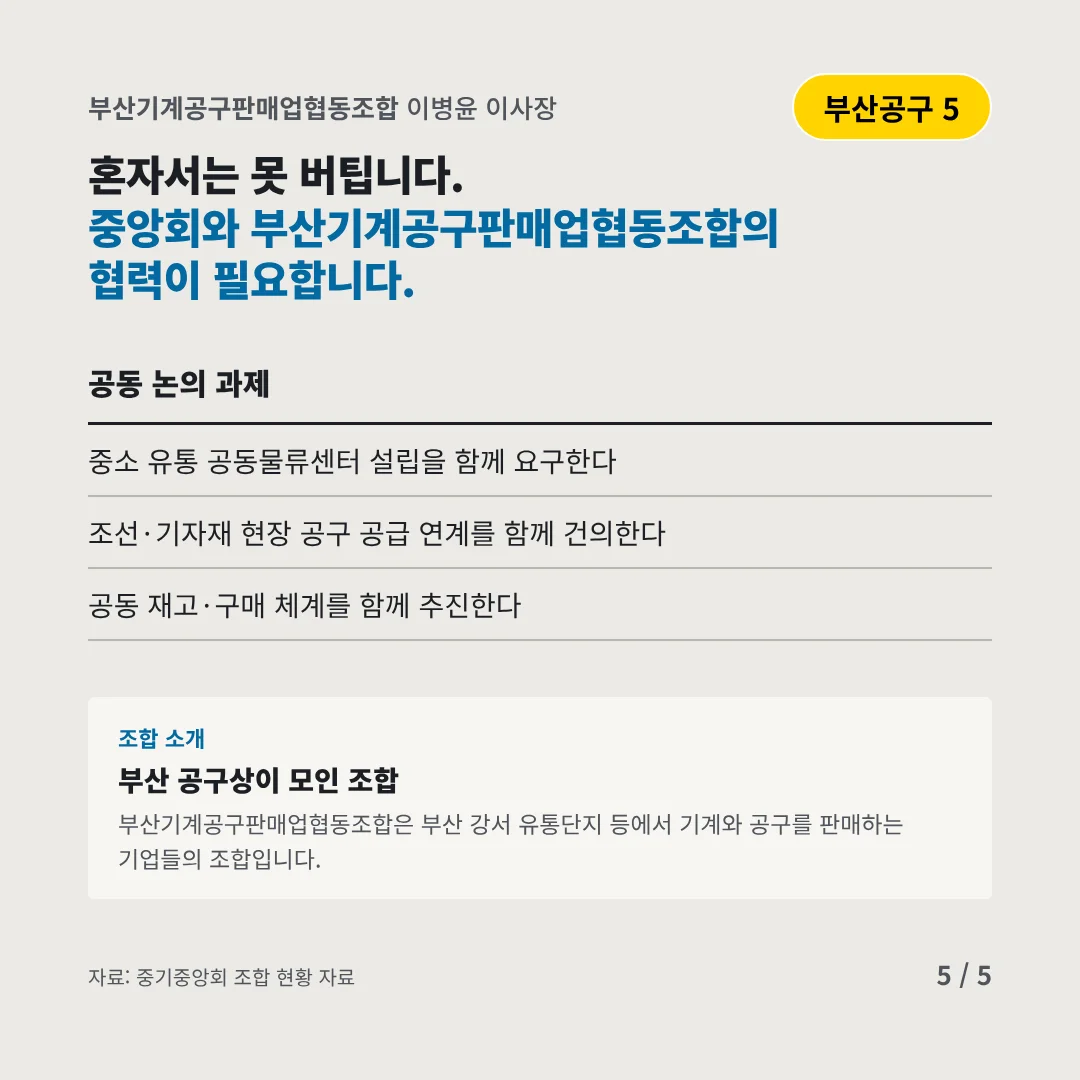 부산기계공구판매업협동조합 이병윤 이사장
부산공구 5
혼자서는 못 버팁니다.
중앙회와 부산기계공구판매업협동조합의
협력이 필요합니다.
공동 논의 과제
중소 유통 공동물류센터 설립을 함께 요구한다
조선·기자재 현장 공구 공급 연계를 함께 건의한다
공동 재고·구매 체계를 함께 추진한다
조합 소개
부산 공구상이 모인 조합
부산기계공구판매업협동조합은 부산 강서 유통단지 등에서 기계와 공구를 판매하는
기업들의 조합입니다.
자료: 중기중앙회 조합 현황 자료
5 / 5